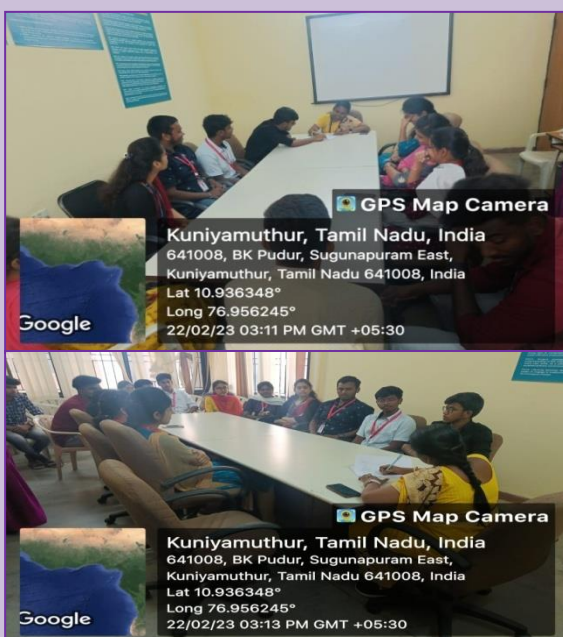 GPS Map Camera
Kuniyamuthur, Tamil Nadu, India
641008, BK Pudur, Sugunapuram East,
Kuniyamuthur, Tamil Nadu 641008, India
Lat 10.936348°
Long 76.956245°
22/02/23 03:11 PM GMT +05:30
Google
GPS Map Camera
Kuniyamuthur, Tamil Nadu, India
641008, BK Pudur, Sugunapuram East,
Kuniyamuthur, Tamil Nadu 641008, India
Lat 10.936348°
Long 76.956245°
22/02/23 03:13 PM GMT +05:30
Google